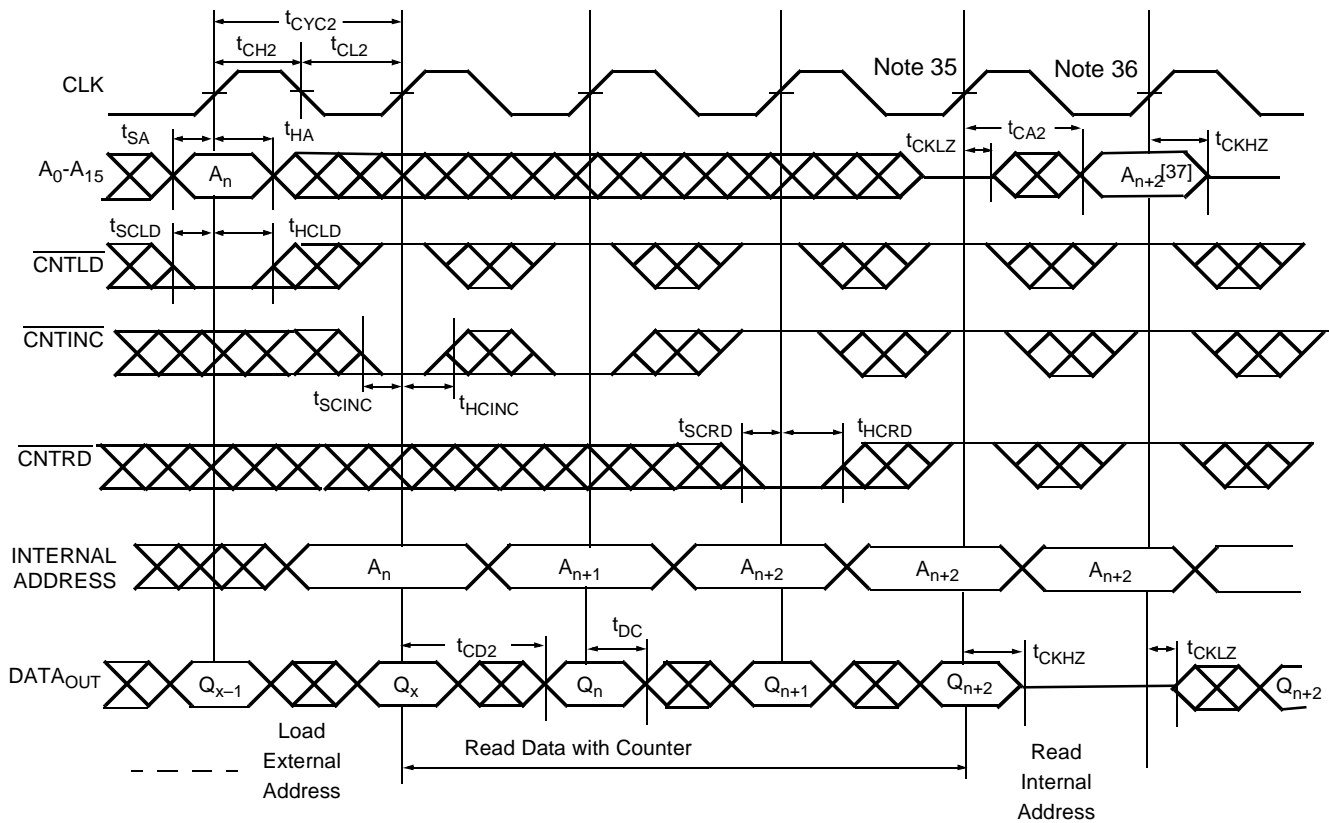 tCYC2
tCH2
tCL2
CLK
Note 35
Note 36
tSA
tHA
tCKLZ
tCA2
tCKHZ
A0-A15
An
An+2[37]
tSCLD
tHCLD
CNTLD
CNTINC
tSCINC
tHCINC
tSCRD
tHCRD
CNTRD
INTERNAL
ADDRESS
An
An+1
An+2
An+2
An+2
tCD2
tDC
tCKHZ
tCKLZ
DATAOUT
Qx–1
Qx
Qn
Qn+1
Qn+2
Qn+2
Load
External
Address
Read Data with Counter
Read
Internal
Address